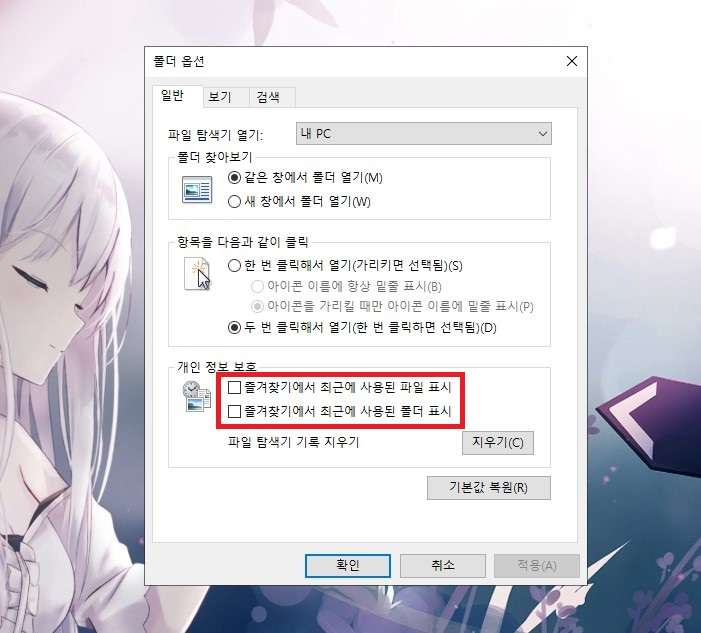 폴더 옵션
일반 보기 검색
파일 탐색기 열기: 내 PC
폴더 찾아보기
같은 창에서 폴더 열기(M)
새 창에서 폴더 열기(W)
항목을 다음과 같이 클릭
한 번 클릭해서 열기(가리키면 선택됨)(S)
아이콘 이름에 항상 밑줄 표시(B)
아이콘을 가리킬 때만 아이콘 이름에 밑줄 표시(P)
두 번 클릭해서 열기(한 번 클릭하면 선택됨)(D)
개인 정보 보호
즐겨찾기에서 최근에 사용된 파일 표시
즐겨찾기에서 최근에 사용된 폴더 표시
파일 탐색기 기록 지우기 지우기(C)
기본값 복원(R)
확인 취소 적용(A)